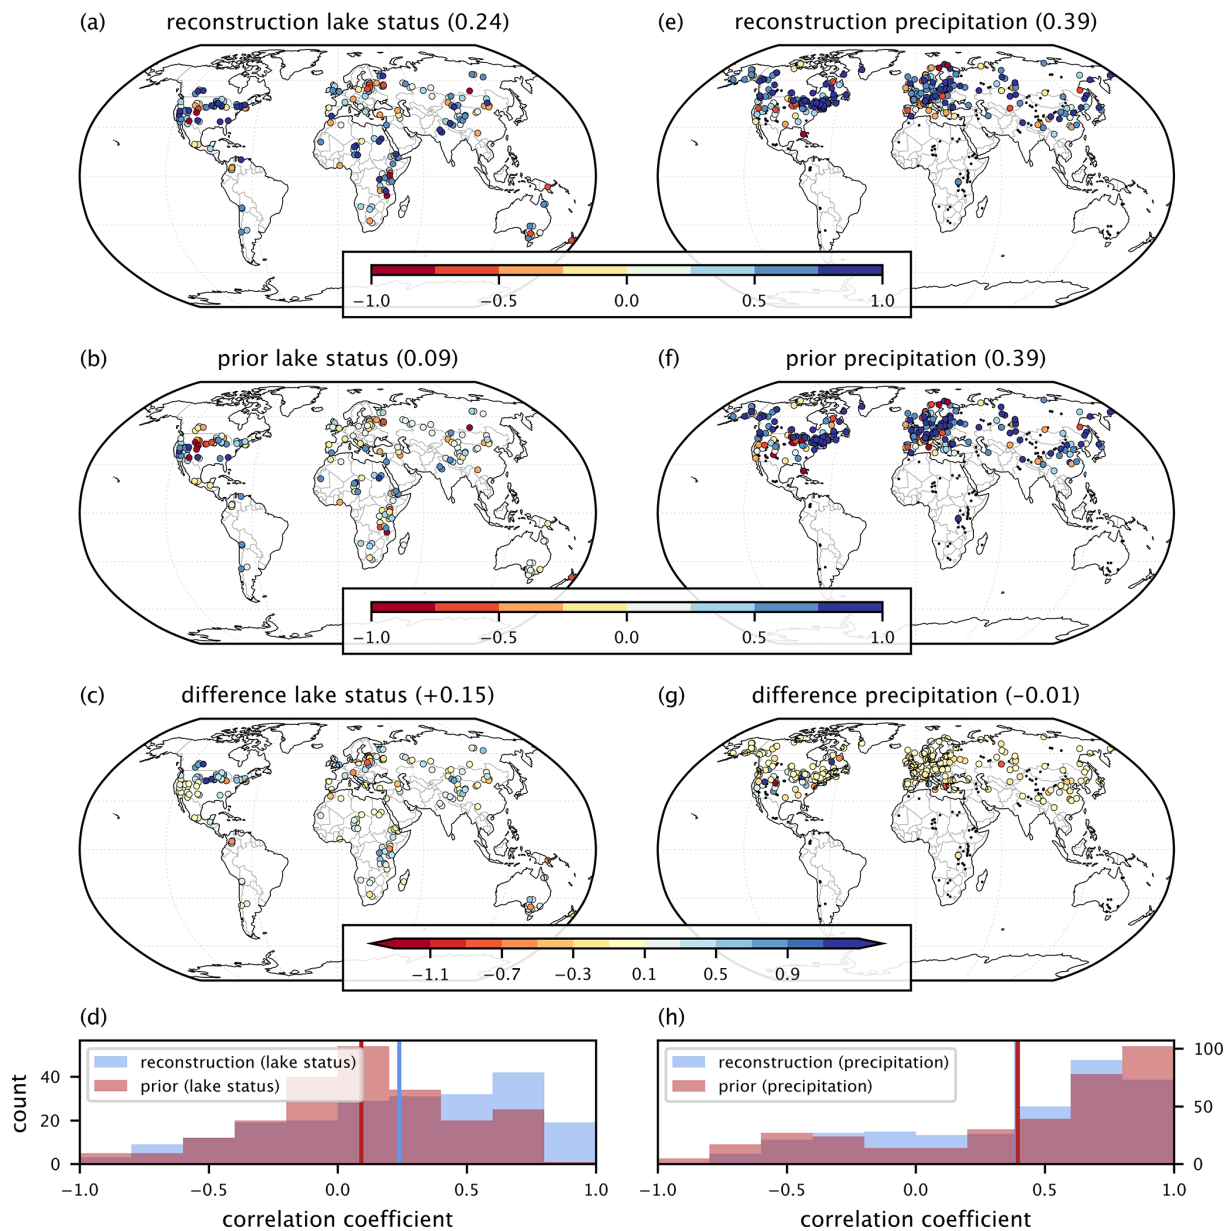 (a) reconstruction lake status (0.24)
(e) reconstruction precipitation (0.39)
−1.0 −0.5 0.0 0.5 1.0
(b) prior lake status (0.09)
(f) prior precipitation (0.39)
−1.0 −0.5 0.0 0.5 1.0
(c) difference lake status (+0.15)
(g) difference precipitation (−0.01)
−1.1 −0.7 −0.3 0.1 0.5 0.9
(d)
reconstruction (lake status)
prior (lake status)
count
40
20
0
−1.0 −0.5 0.0 0.5 1.0
correlation coefficient
(h)
reconstruction (precipitation)
prior (precipitation)
100
50
0
−1.0 −0.5 0.0 0.5 1.0
correlation coefficient